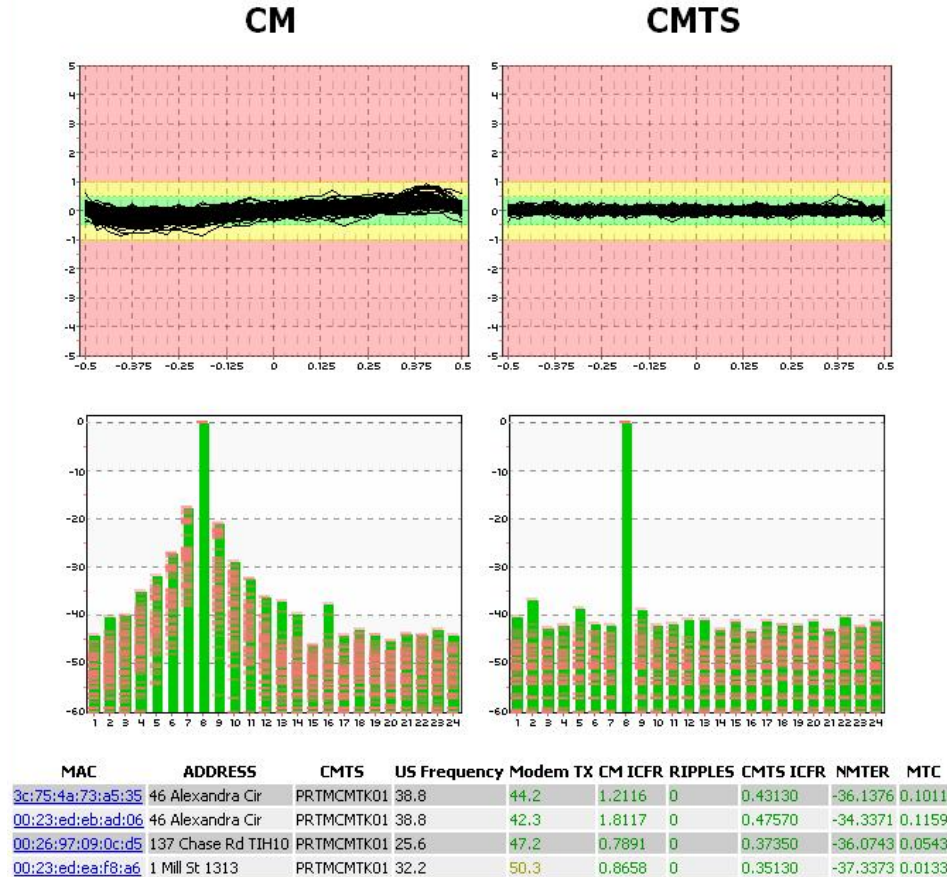 CM CMTS
5 5
4 4
3 3
2 2
1 1
0 0
-1 -1
-2 -2
-3 -3
-4 -4
-5 -5
-0.5 -0.375 -0.25 -0.125 0 0.125 0.25 0.375 0.5 -0.5 -0.375 -0.25 -0.125 0 0.125 0.25 0.375 0.5
0 0
-10 -10
-20 -20
-30 -30
-40 -40
-50 -50
-60 -60
1 2 3 4 5 6 7 8 9 10 11 12 13 14 15 16 17 18 19 20 21 22 23 24 1 2 3 4 5 6 7 8 9 10 11 12 13 14 15 16 17 18 19 20 21 22 23 24
MAC ADDRESS CMTS US Frequency Modem TX CM ICFR RIPPLES CMTS ICFR NMTER MTC
3c:75:4a:73:a5:35 46 Alexandra Cir PRTMCMTK01 38.8 44.2 1.2116 0 0.43130 -36.1376 0.1011
00:23:ed:eb:ad:06 46 Alexandra Cir PRTMCMTK01 38.8 42.3 1.8117 0 0.47570 -34.3371 0.1159
00:26:97:09:0c:d5 137 Chase Rd TIH10 PRTMCMTK01 25.6 47.2 0.7891 0 0.37350 -36.0743 0.0543
00:23:ed:ea:f8:a6 1 Mill St 1313 PRTMCMTK01 32.2 50.3 0.8658 0 0.35130 -37.3373 0.0133